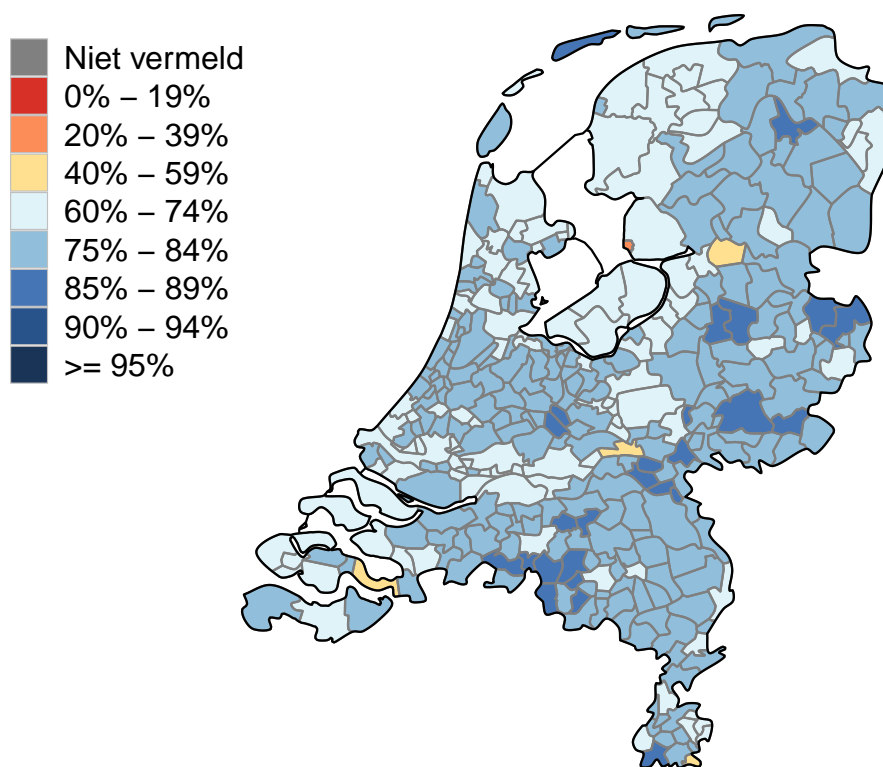 Niet vermeld
0% – 19%
20% – 39%
40% – 59%
60% – 74%
75% – 84%
85% – 89%
90% – 94%
>= 95%